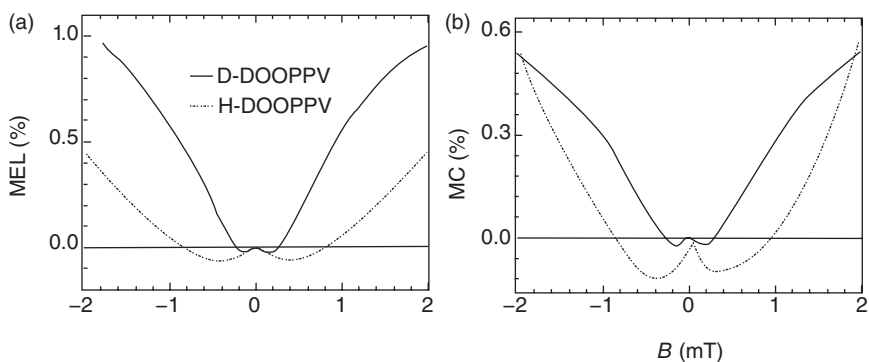 (a)
1.0
0.5
0.0
MEL (%)
D-DOOPPV
H-DOOPPV
−2 −1 0 1 2
(b)
0.6
0.3
0.0
MC (%)
−2 −1 0 1 2
B (mT)